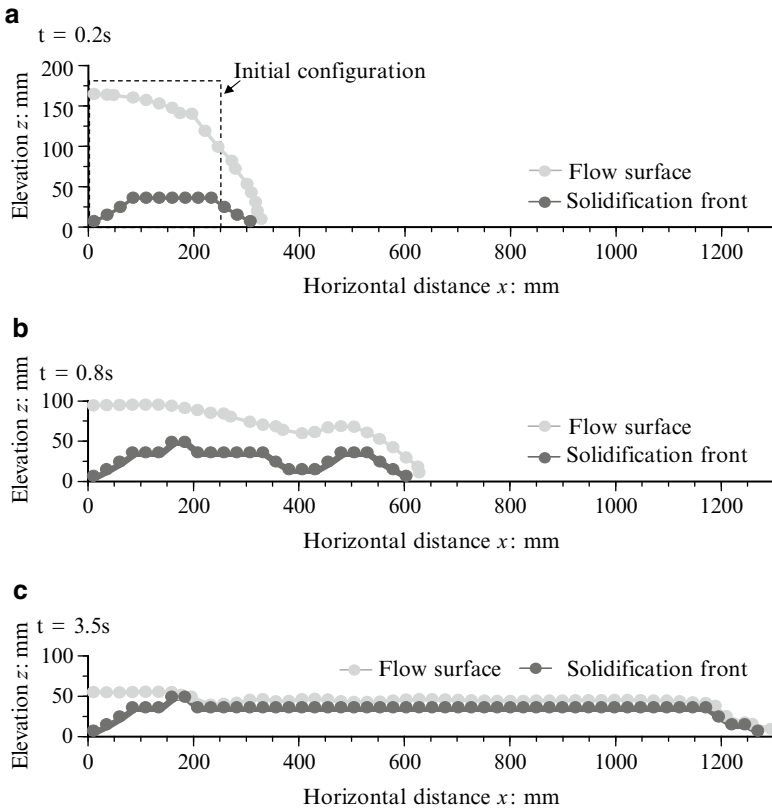 a
t = 0.2s
Initial configuration
200
150
100
50
0
Elevation z: mm
Flow surface
Solidification front
0 200 400 600 800 1000 1200
Horizontal distance x: mm
b
t = 0.8s
100
50
0
Elevation z: mm
Flow surface
Solidification front
0 200 400 600 800 1000 1200
Horizontal distance x: mm
c
t = 3.5s
100
50
0
Elevation z: mm
Flow surface Solidification front
0 200 400 600 800 1000 1200
Horizontal distance x: mm